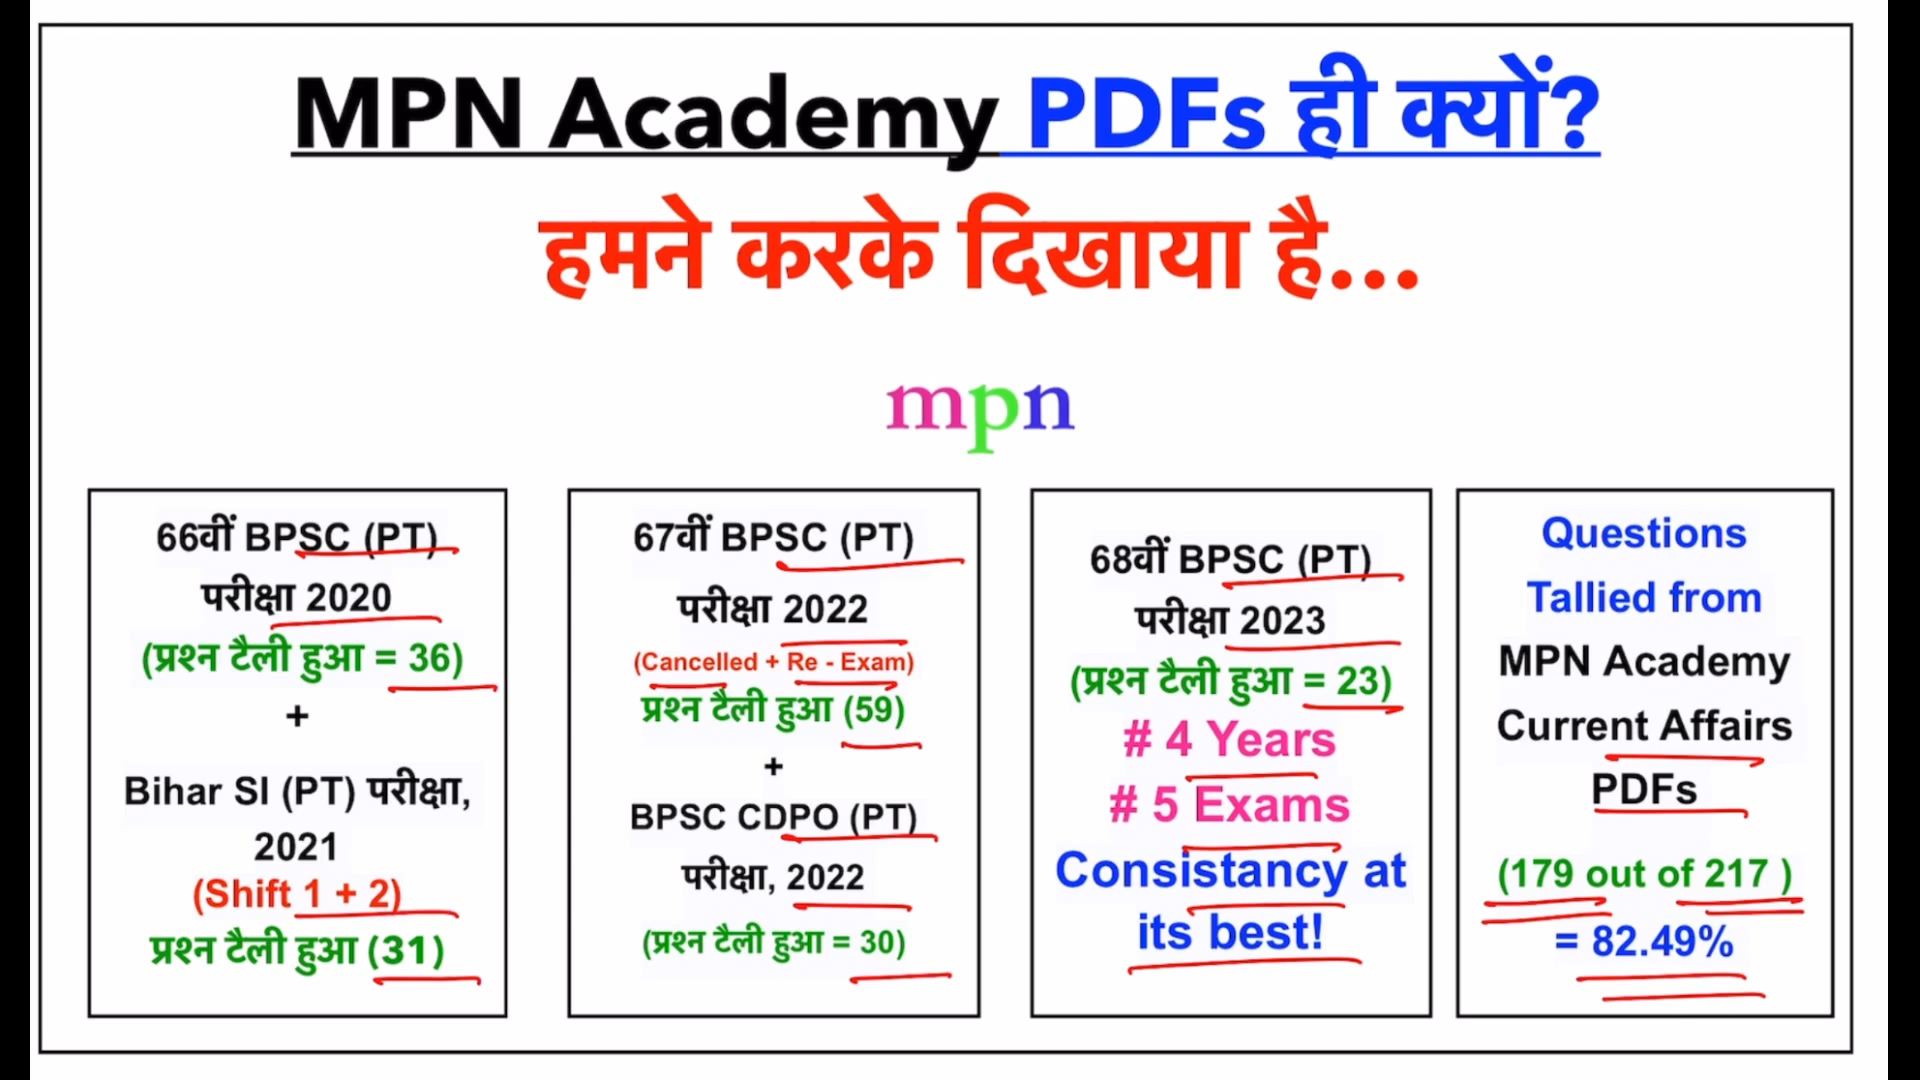 MPN Academy PDFs ही क्यों?
हमने करके दिखाया है...
mpn
66वीं BPSC (PT)
परीक्षा 2020
(प्रश्न टैली हुआ = 36)
+
Bihar SI (PT) परीक्षा,
2021
(Shift 1 + 2)
प्रश्न टैली हुआ (31)
67वीं BPSC (PT)
परीक्षा 2022
(Cancelled + Re - Exam)
प्रश्न टैली हुआ (59)
+
BPSC CDPO (PT)
परीक्षा, 2022
(प्रश्न टैली हुआ = 30)
68वीं BPSC (PT)
परीक्षा 2023
(प्रश्न टैली हुआ = 23)
# 4 Years
# 5 Exams
Consistancy at
its best!
Questions
Tallied from
MPN Academy
Current Affairs
PDFs
(179 out of 217 )
= 82.49%